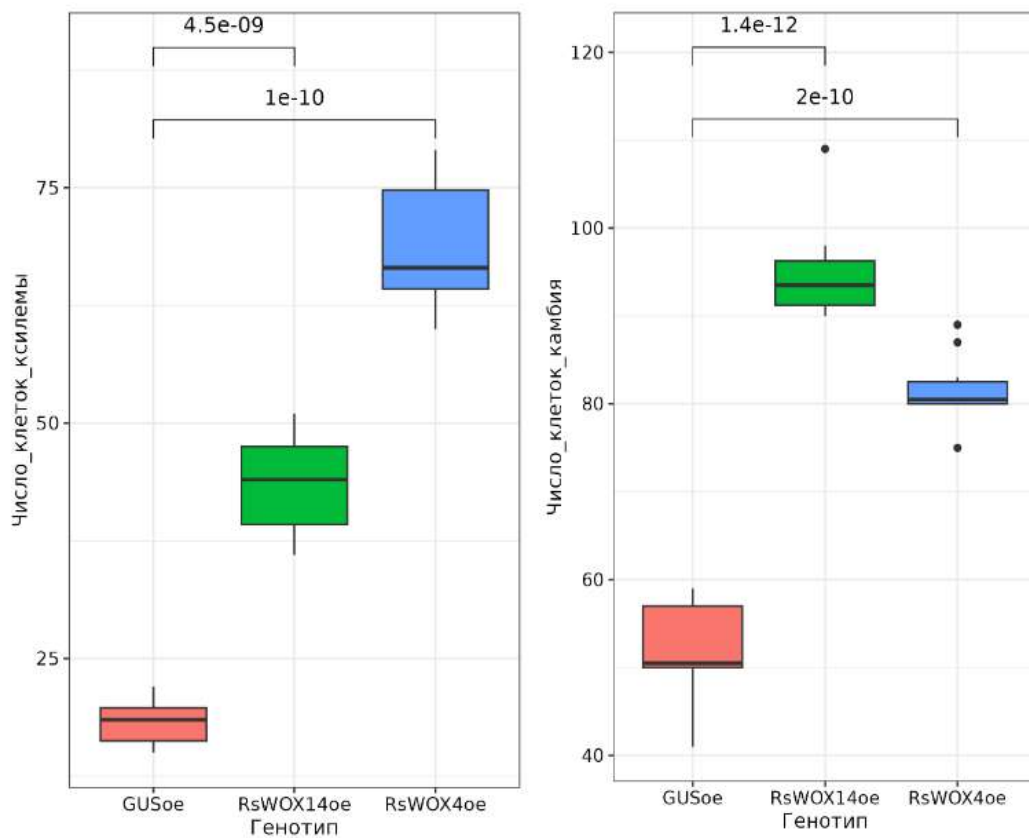 4.5e-09
1e-10
75
50
25
Число_клеток_ксилемы
GUSoe RsWOX14oe RsWOX4oe
Генотип
1.4e-12
2e-10
120
100
80
60
40
Число_клеток_камбия
GUSoe RsWOX14oe RsWOX4oe
Генотип